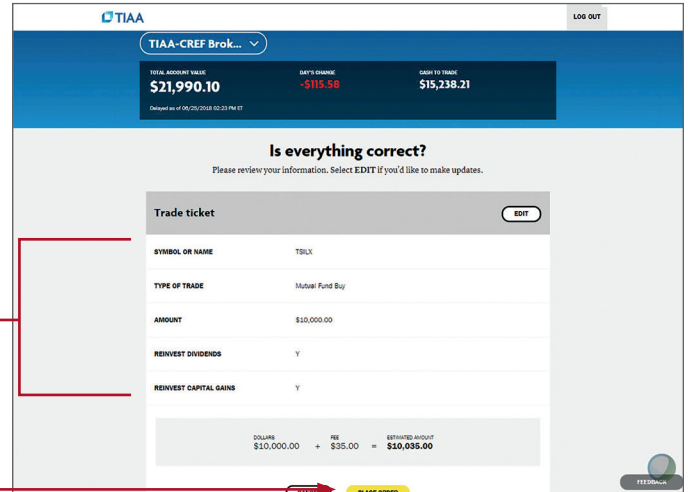 TIAA
LOG OUT
TIAA-CREF Brok...
TOTAL ACCOUNT VALUE
$21,990.10
Delayed as of 06/25/2018 02:23 PM ET
DAY'S CHANGE
-$115.58
CASH TO TRADE
$15,238.21
Is everything correct?
Please review your information. Select EDIT if you'd like to make updates.
Trade ticket
EDIT
SYMBOL OR NAME TSILX
TYPE OF TRADE Mutual Fund Buy
AMOUNT $10,000.00
REINVEST DIVIDENDS Y
REINVEST CAPITAL GAINS Y
DOLLARS FEE ESTIMATED AMOUNT
$10,000.00 + $35.00 = $10,035.00
PLACE ORDER
FEEDBACK